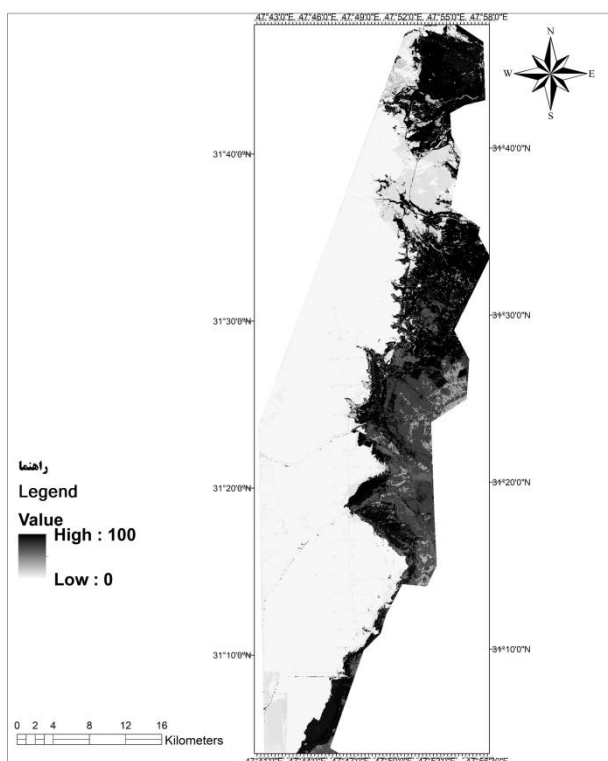 47°43'0"E 47°46'0"E 47°49'0"E 47°52'0"E 47°55'0"E 47°58'0"E
N
W E
S
31°40'0"N 31°40'0"N
31°30'0"N 31°30'0"N
31°20'0"N 31°20'0"N
31°10'0"N 31°10'0"N
راهنما
Legend
Value
High : 100
Low : 0
0 2 4 8 12 16
Kilometers